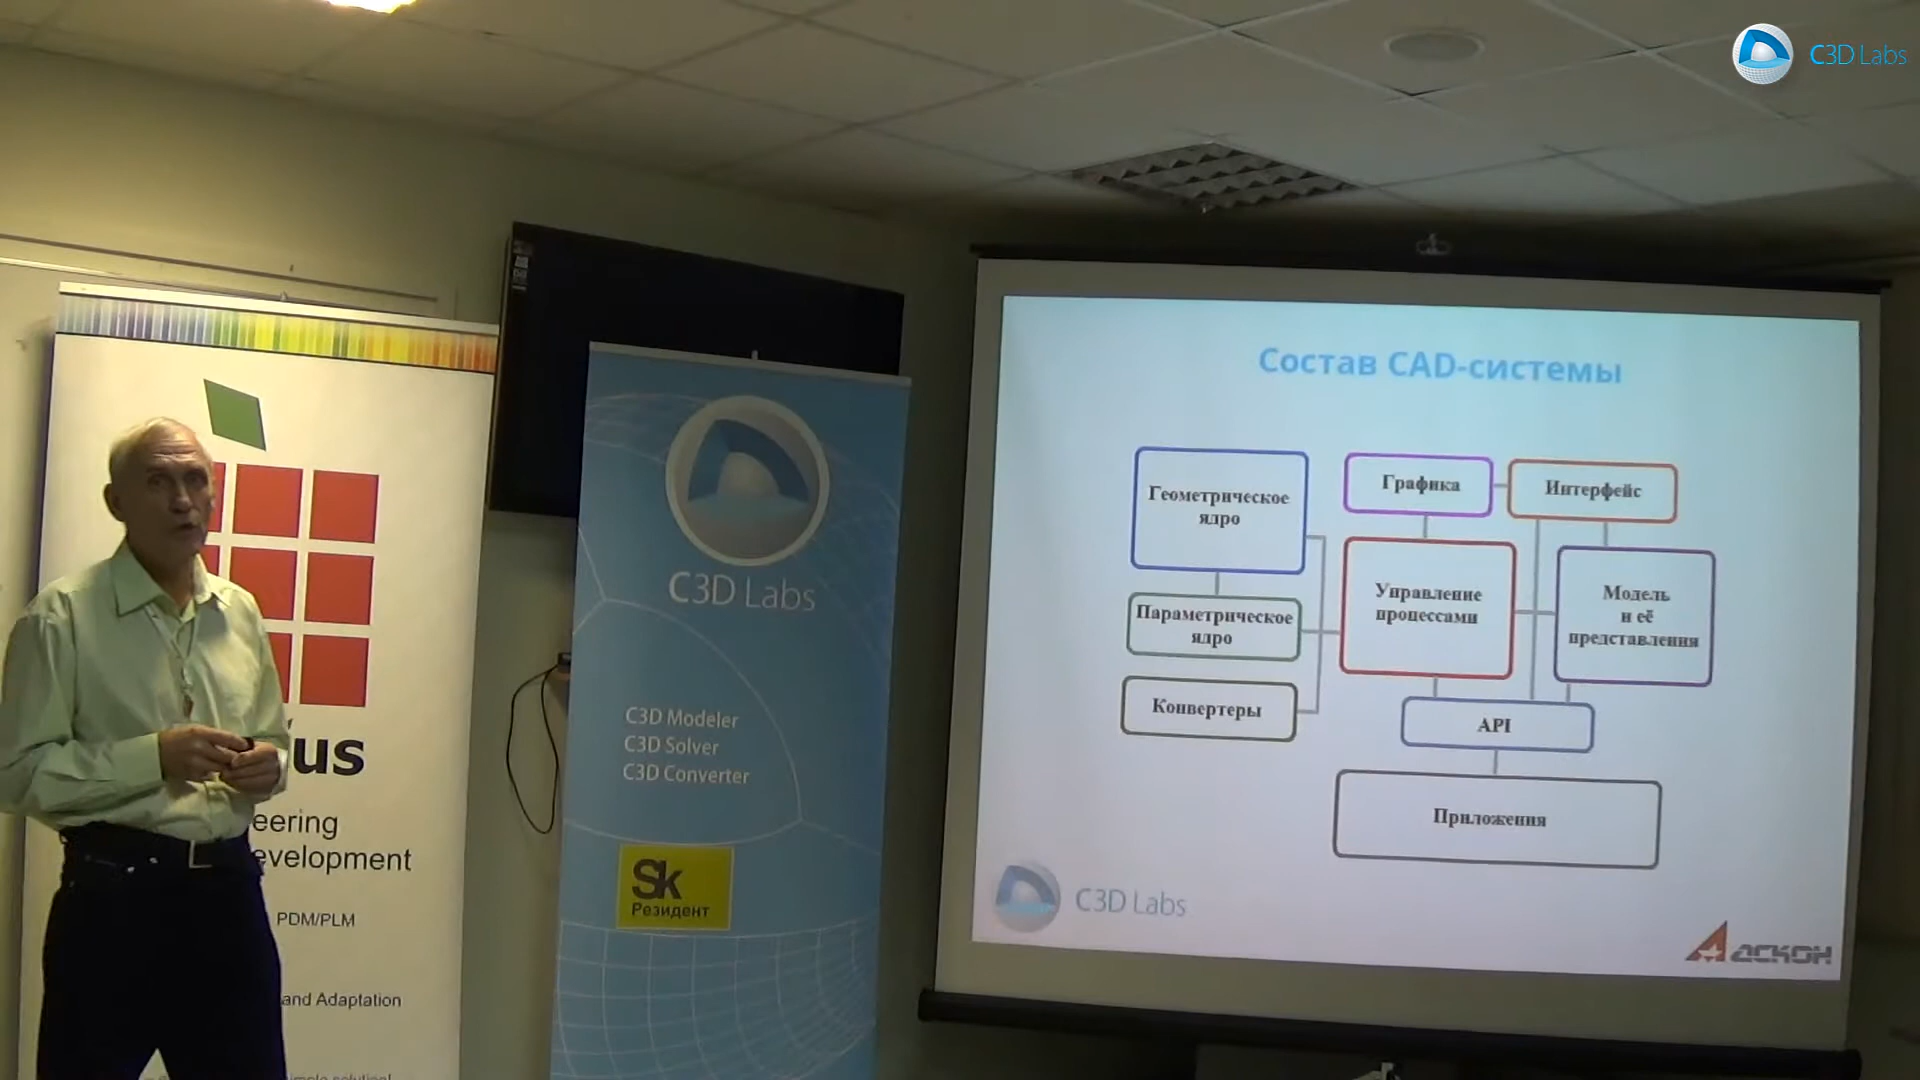 C3D Labs
us
eering
evelopment
PDM/PLM
and Adaptation
C3D Labs
C3D Modeler
C3D Solver
C3D Converter
Sk
Резидент
Состав CAD-системы
Геометрическое
ядро
Графика
Интерфейс
Параметрическое
ядро
Управление
процессами
Модель
и её
представления
Конвертеры
API
Приложения
C3D Labs
АСКОН